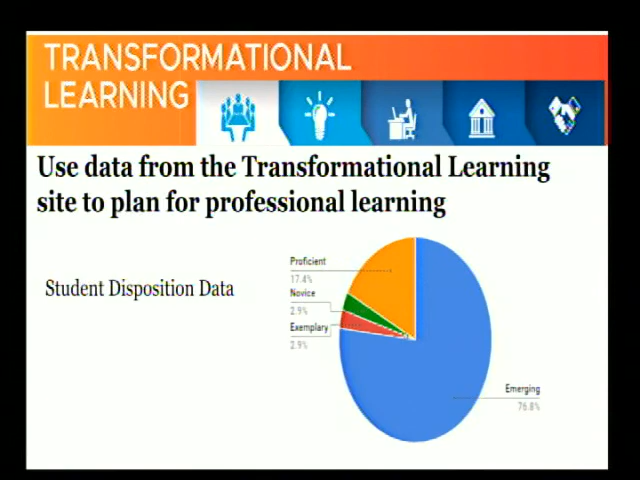 TRANSFORMATIONAL
LEARNING
Use data from the Transformational Learning
site to plan for professional learning
Student Disposition Data
Proficient
17.4%
Novice
2.9%
Exemplary
2.9%
Emerging
76.8%